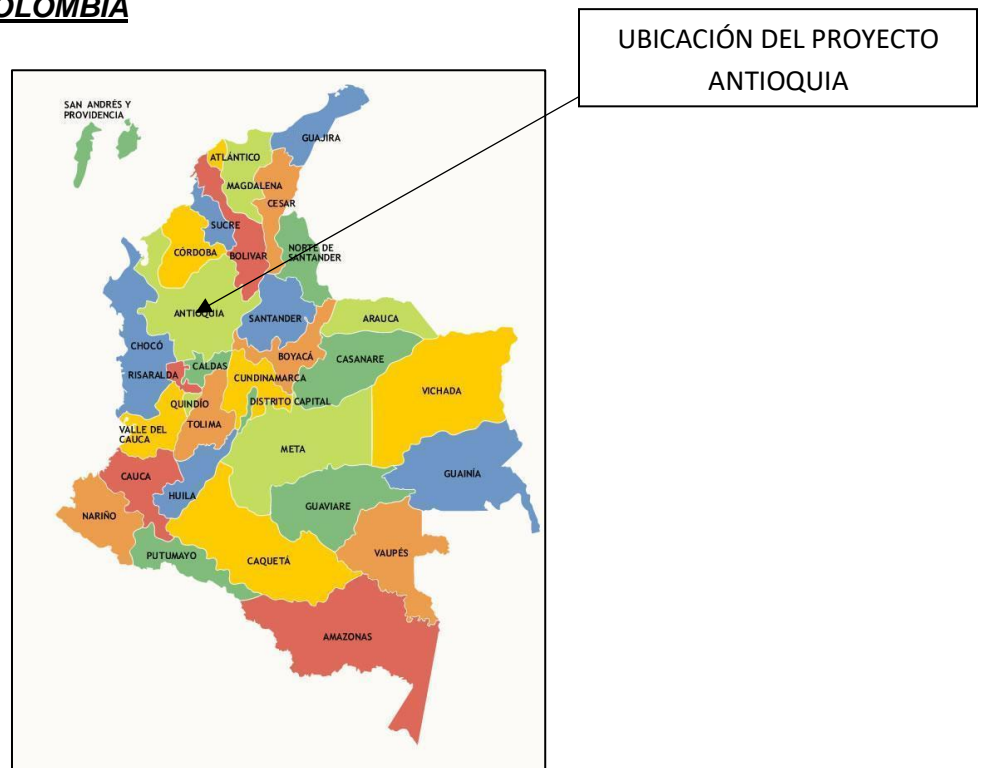 OLOMBIA
UBICACIÓN DEL PROYECTO
ANTIOQUIA
SAN ANDRÉS Y
PROVIDENCIA
GUAJIRA
ATLÁNTICO
MAGDALENA
CESAR
SUCRE
CÓRDOBA
BOLIVAR
NORTE DE
SANTANDER
ANTIOQUIA
SANTANDER
ARAUCA
CHOCÓ
BOYACÁ
CASANARE
CALDAS
RISARALDA
CUNDINAMARCA
VICHADA
QUINDÍO
DISTRITO CAPITAL
TOLIMA
VALLE DEL
CAUCA
META
CAUCA
GUAINÍA
HUILA
GUAVIARE
NARIÑO
VAUPÉS
PUTUMAYO
CAQUETÁ
AMAZONAS